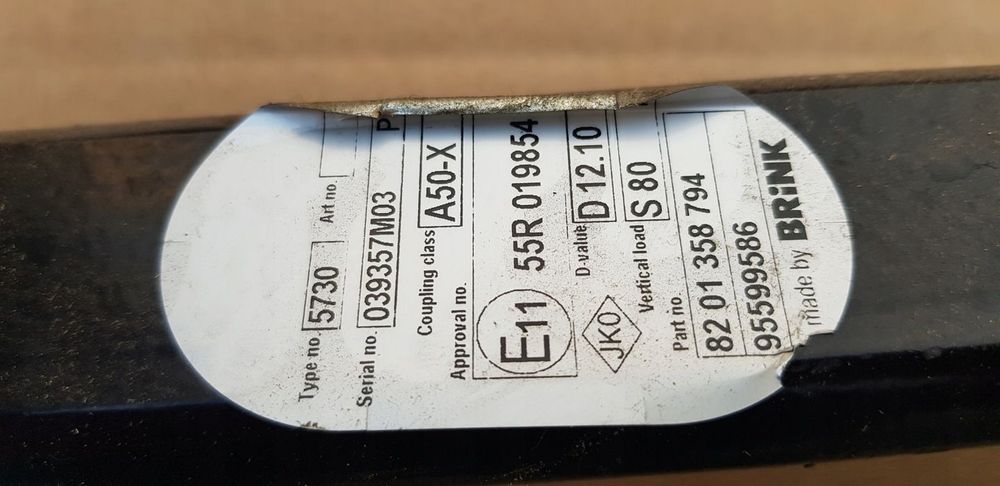 Type no. 5730 Art no.
Serial no. 039357M03 P
Coupling class A50-X
Approval no.
E11 55R 019854
D-value D 12.10
JKO
Vertical load S 80
Part no
82 01 358 794
95599586
made by BRiNK